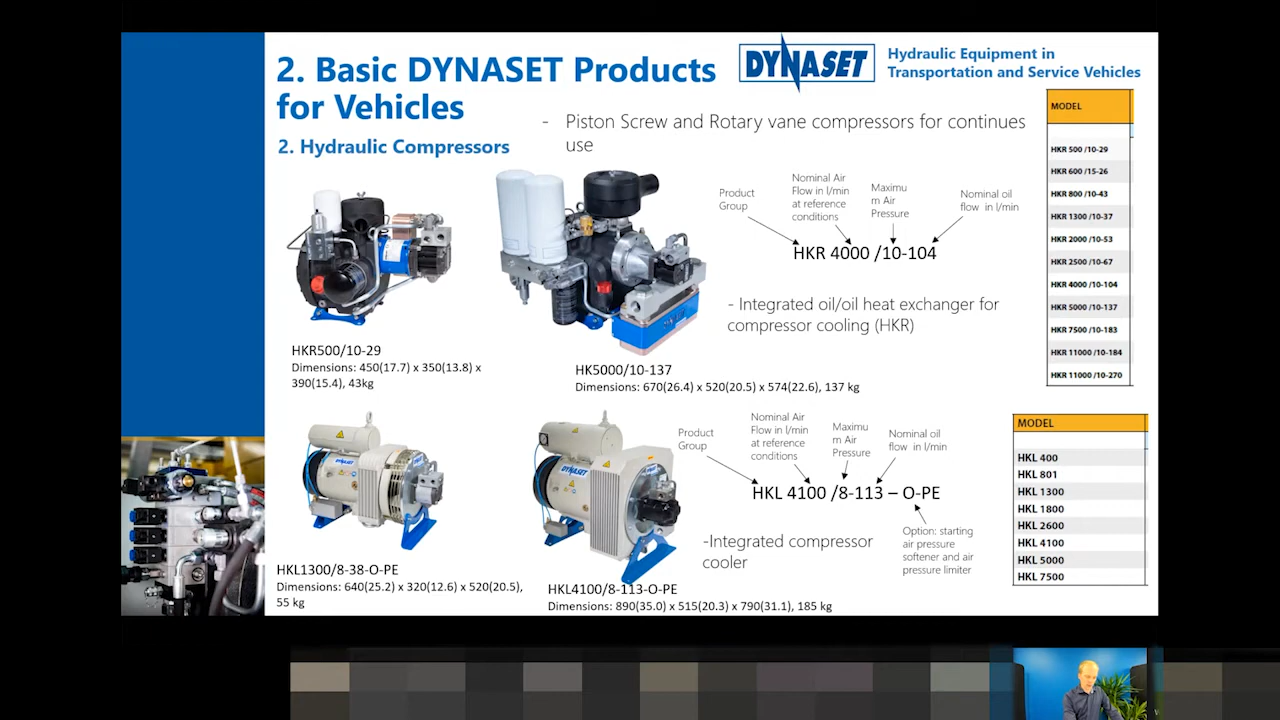 2. Basic DYNASET Products
for Vehicles
2. Hydraulic Compressors
DYNASET
Hydraulic Equipment in
Transportation and Service Vehicles
- Piston Screw and Rotary vane compressors for continues
use
Product
Group
Nominal Air
Flow in l/min
at reference
conditions
Maximu
m Air
Pressure
Nominal oil
flow in l/min
HKR 4000 /10-104
- Integrated oil/oil heat exchanger for
compressor cooling (HKR)
MODEL
HKR 500 /10-29
HKR 600 /15-26
HKR 800 /10-43
HKR 1300 /10-37
HKR 2000 /10-53
HKR 2500 /10-67
HKR 4000 /10-104
HKR 5000 /10-137
HKR 7500 /10-183
HKR 11000 /10-184
HKR 11000 /10-270
HKR500/10-29
Dimensions: 450(17.7) x 350(13.8) x
390(15.4), 43kg
HK5000/10-137
Dimensions: 670(26.4) x 520(20.5) x 574(22.6), 137 kg
Product
Group
Nominal Air
Flow in l/min
at reference
conditions
Maximu
m Air
Pressure
Nominal oil
flow in l/min
HKL 4100 /8-113 – O-PE
Option: starting
air pressure
softener and air
pressure limiter
-Integrated compressor
cooler
MODEL
HKL 400
HKL 801
HKL 1300
HKL 1800
HKL 2600
HKL 4100
HKL 5000
HKL 7500
DYNASET
DYNASET
HKL1300/8-38-O-PE
Dimensions: 640(25.2) x 320(12.6) x 520(20.5),
55 kg
HKL4100/8-113-O-PE
Dimensions: 890(35.0) x 515(20.3) x 790(31.1), 185 kg